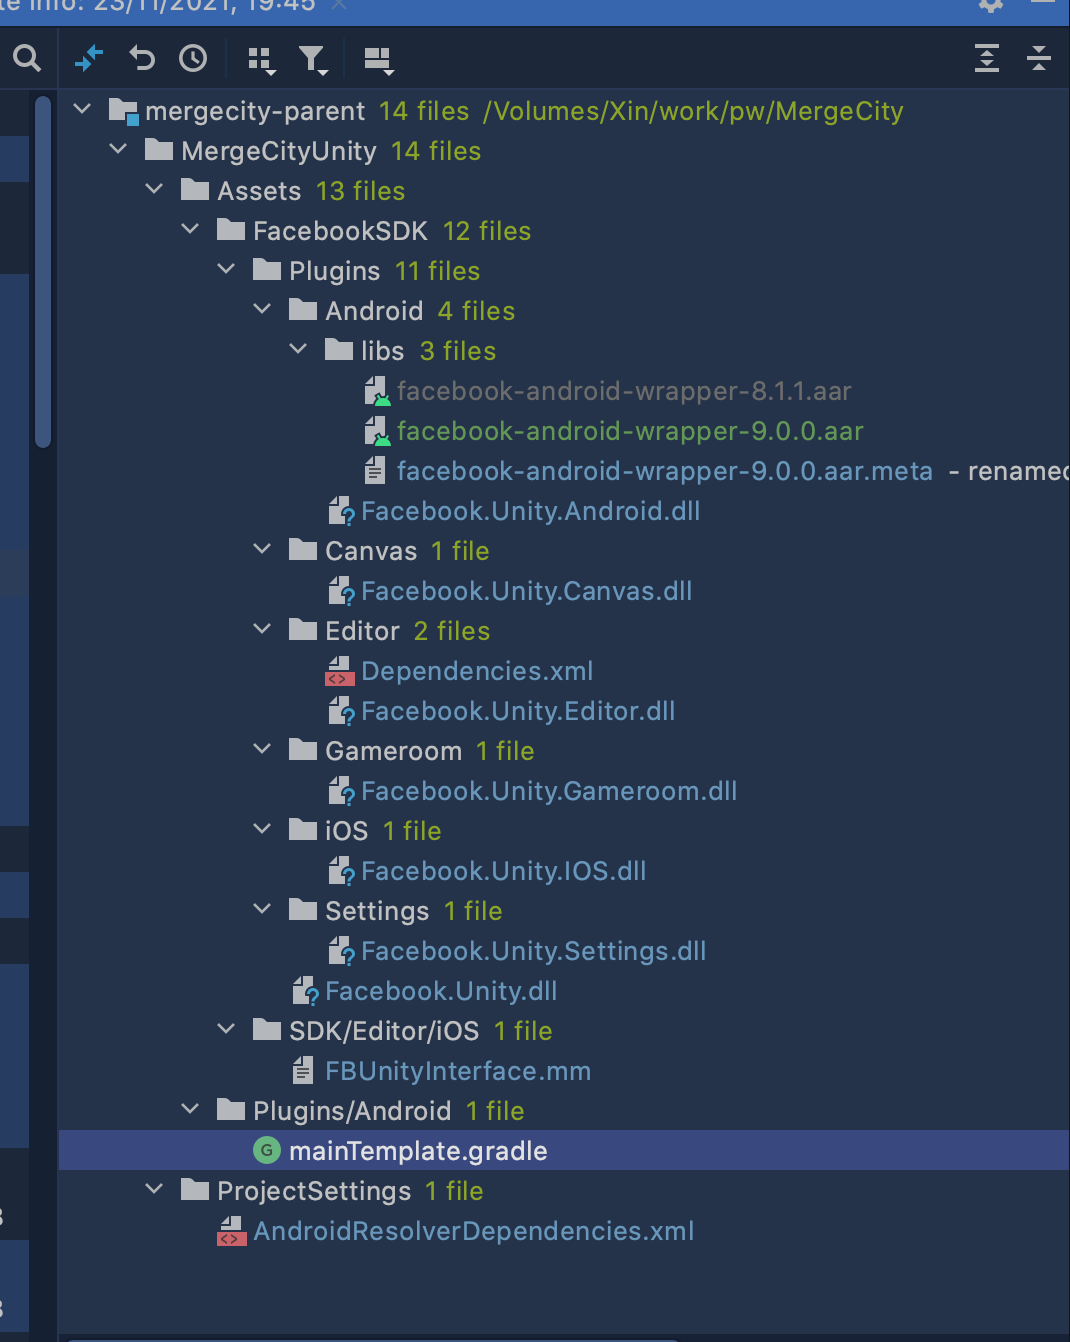 te Info: 23/11/2021, 19:45
mergecity-parent 14 files /Volumes/Xin/work/pw/MergeCity
MergeCityUnity 14 files
Assets 13 files
FacebookSDK 12 files
Plugins 11 files
Android 4 files
libs 3 files
facebook-android-wrapper-8.1.1.aar
facebook-android-wrapper-9.0.0.aar
facebook-android-wrapper-9.0.0.aar.meta - renamed
Facebook.Unity.Android.dll
Canvas 1 file
Facebook.Unity.Canvas.dll
Editor 2 files
Dependencies.xml
Facebook.Unity.Editor.dll
Gameroom 1 file
Facebook.Unity.Gameroom.dll
iOS 1 file
Facebook.Unity.IOS.dll
Settings 1 file
Facebook.Unity.Settings.dll
Facebook.Unity.dll
SDK/Editor/iOS 1 file
FBUnityInterface.mm
Plugins/Android 1 file
G mainTemplate.gradle
ProjectSettings 1 file
AndroidResolverDependencies.xml